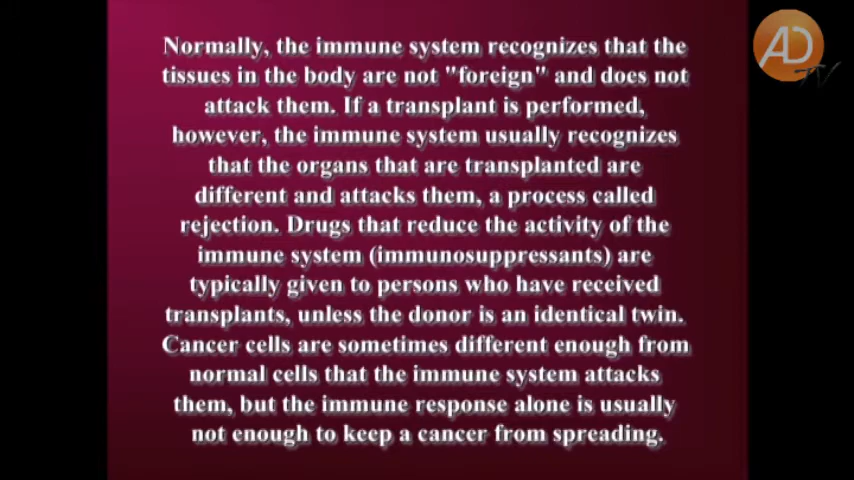 Normally, the immune system recognizes that the
tissues in the body are not "foreign" and does not
attack them. If a transplant is performed,
however, the immune system usually recognizes
that the organs that are transplanted are
different and attacks them, a process called
rejection. Drugs that reduce the activity of the
immune system (immunosuppressants) are
typically given to persons who have received
transplants, unless the donor is an identical twin.
Cancer cells are sometimes different enough from
normal cells that the immune system attacks
them, but the immune response alone is usually
not enough to keep a cancer from spreading.
AD
TV